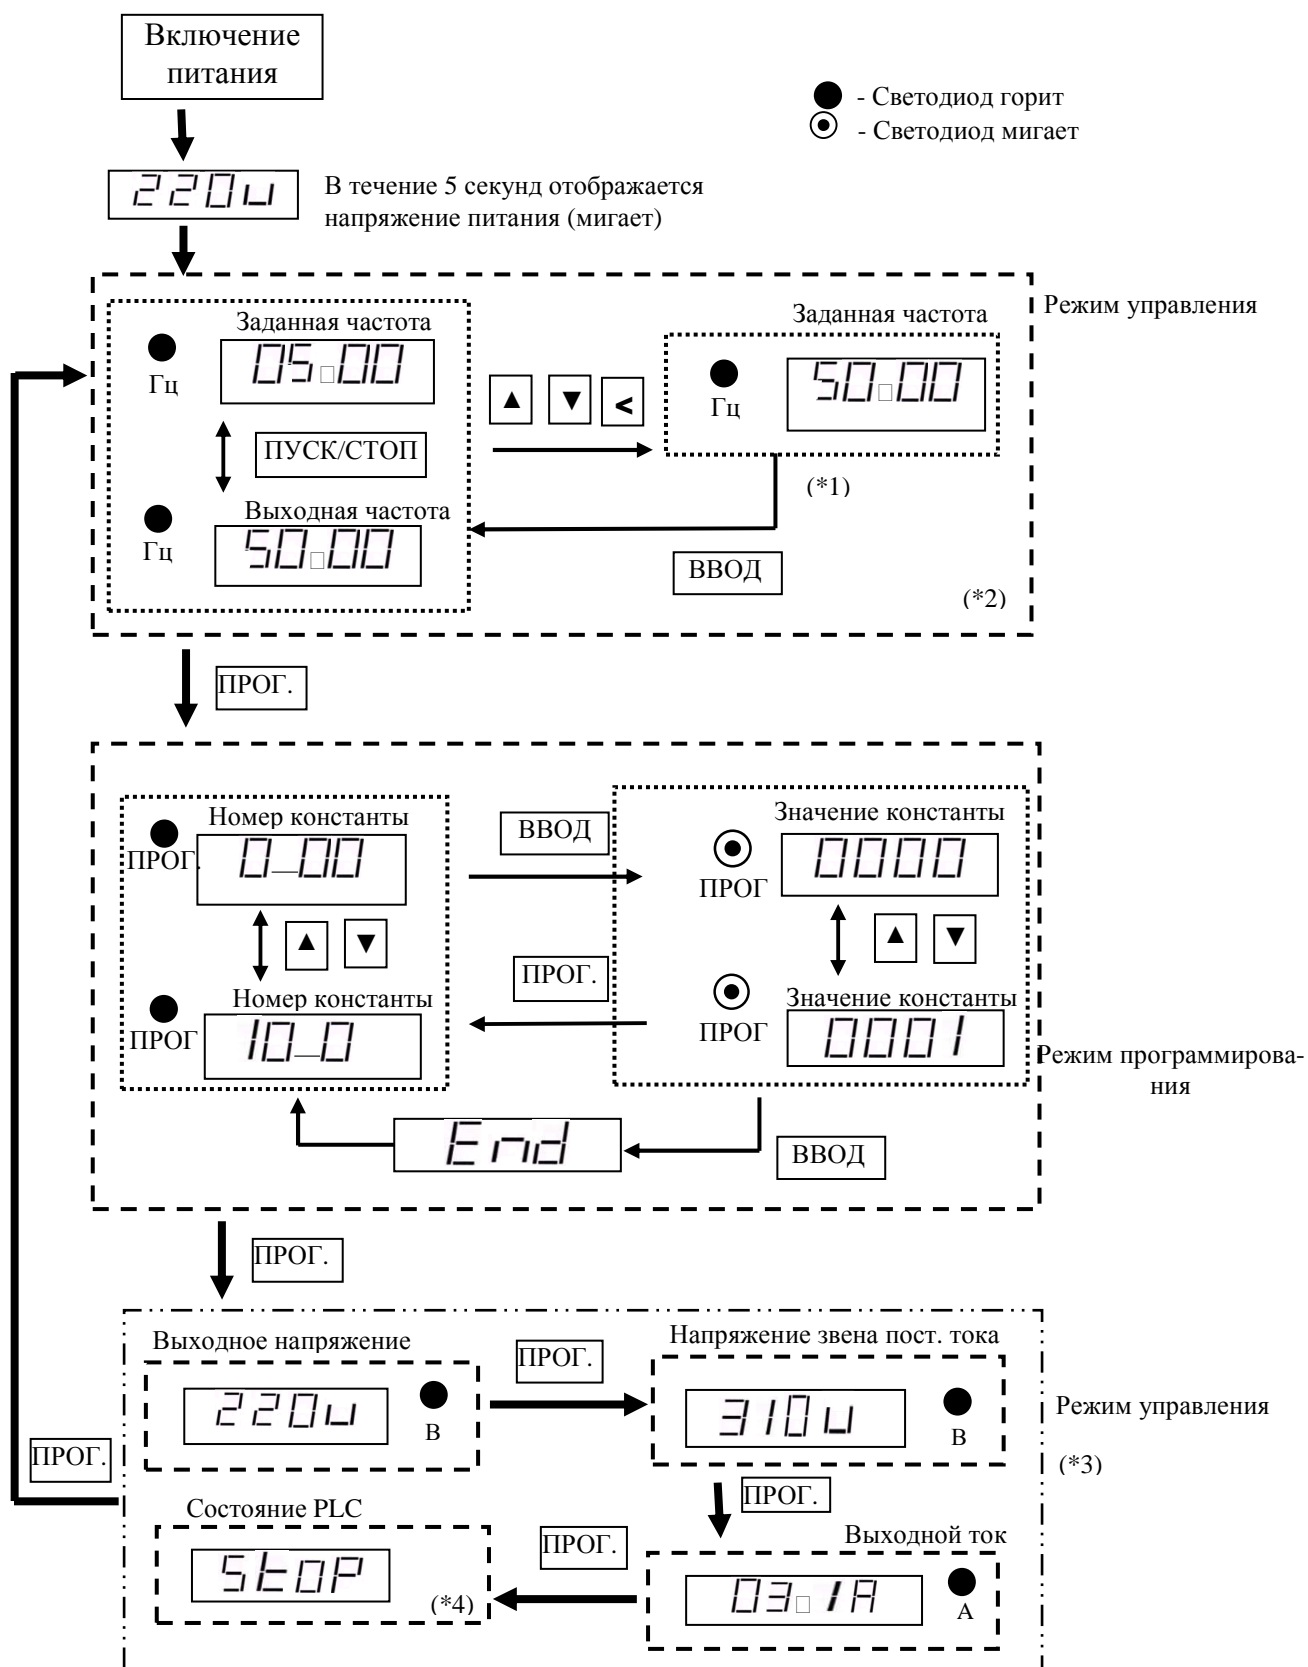 Включение
питания
- Светодиод горит
- Светодиод мигает
220u
В течение 5 секунд отображается
напряжение питания (мигает)
Режим управления
Заданная частота
05.00
Гц
ПУСК/СТОП
Выходная частота
50.00
Гц
▲ ▼ <
Заданная частота
50.00
Гц
(*1)
ВВОД
(*2)
ПРОГ.
Номер константы
0_00
ПРОГ.
▲ ▼
Номер константы
10_0
ПРОГ
ВВОД
ПРОГ.
Значение константы
0000
ПРОГ
▲ ▼
Значение константы
0001
ПРОГ
Режим программирова-
ния
End
ВВОД
ПРОГ.
Выходное напряжение
220u
В
ПРОГ.
Напряжение звена пост. тока
310u
В
Режим управления
(*3)
ПРОГ.
ПРОГ.
Выходной ток
03.1A
А
ПРОГ.
Состояние PLC
StoP
(*4)